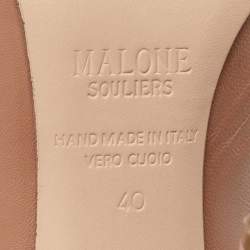 MALONE
SOULIERS
HAND MADE IN ITALY
VERO CUOIO
40